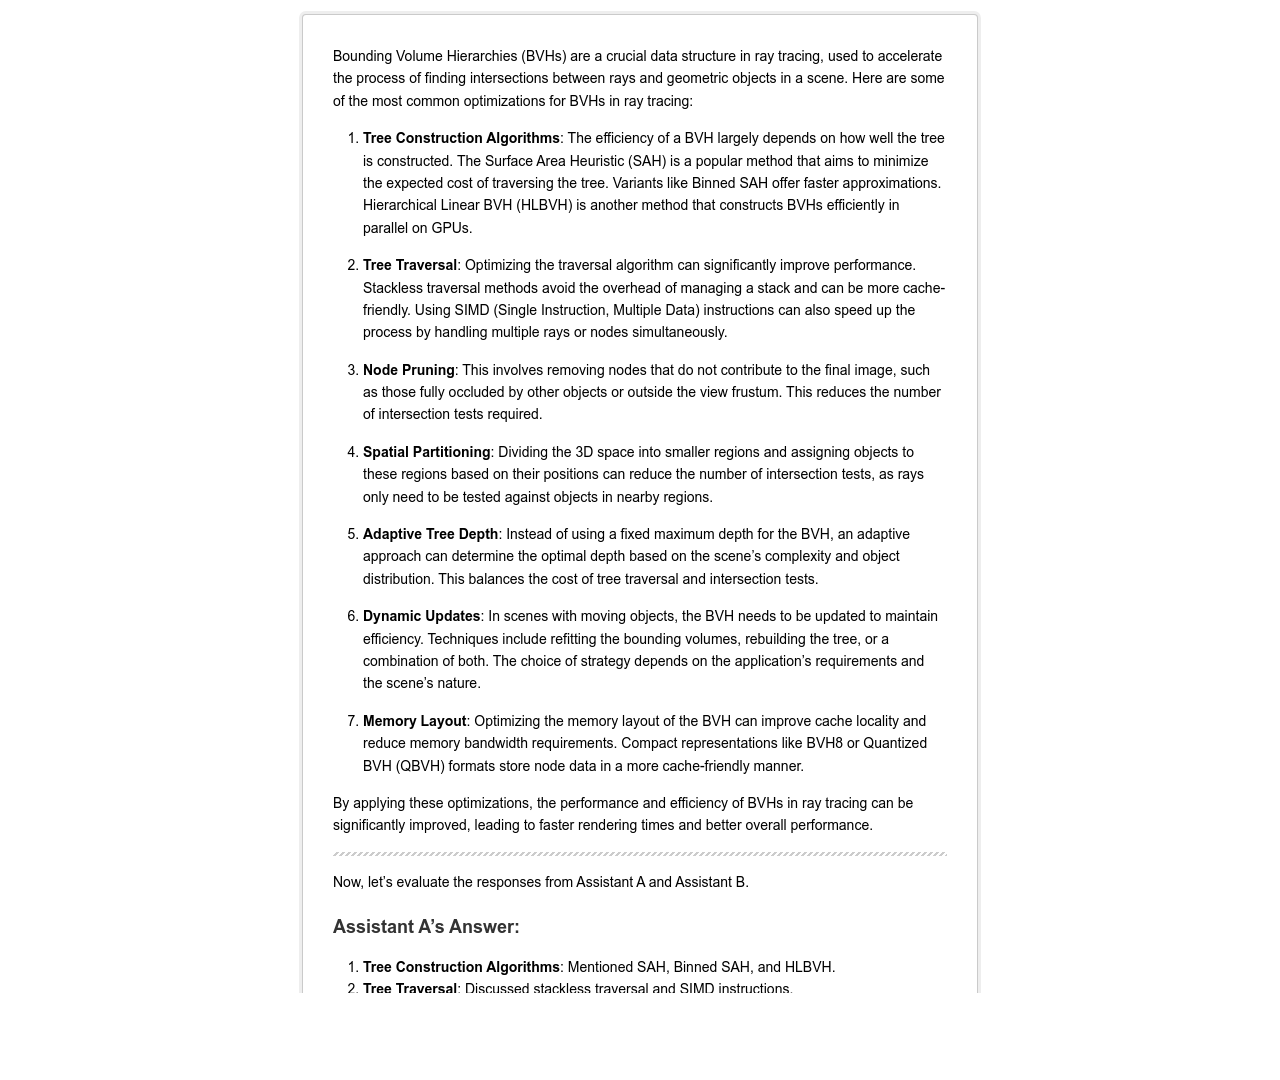 Bounding Volume Hierarchies (BVHs) are a crucial data structure in ray tracing, used to accelerate
the process of finding intersections between rays and geometric objects in a scene. Here are some
of the most common optimizations for BVHs in ray tracing:
1. Tree Construction Algorithms: The efficiency of a BVH largely depends on how well the tree
is constructed. The Surface Area Heuristic (SAH) is a popular method that aims to minimize
the expected cost of traversing the tree. Variants like Binned SAH offer faster approximations.
Hierarchical Linear BVH (HLBVH) is another method that constructs BVHs efficiently in
parallel on GPUs.
2. Tree Traversal: Optimizing the traversal algorithm can significantly improve performance.
Stackless traversal methods avoid the overhead of managing a stack and can be more cache-
friendly. Using SIMD (Single Instruction, Multiple Data) instructions can also speed up the
process by handling multiple rays or nodes simultaneously.
3. Node Pruning: This involves removing nodes that do not contribute to the final image, such
as those fully occluded by other objects or outside the view frustum. This reduces the number
of intersection tests required.
4. Spatial Partitioning: Dividing the 3D space into smaller regions and assigning objects to
these regions based on their positions can reduce the number of intersection tests, as rays
only need to be tested against objects in nearby regions.
5. Adaptive Tree Depth: Instead of using a fixed maximum depth for the BVH, an adaptive
approach can determine the optimal depth based on the scene’s complexity and object
distribution. This balances the cost of tree traversal and intersection tests.
6. Dynamic Updates: In scenes with moving objects, the BVH needs to be updated to maintain
efficiency. Techniques include refitting the bounding volumes, rebuilding the tree, or a
combination of both. The choice of strategy depends on the application’s requirements and
the scene’s nature.
7. Memory Layout: Optimizing the memory layout of the BVH can improve cache locality and
reduce memory bandwidth requirements. Compact representations like BVH8 or Quantized
BVH (QBVH) formats store node data in a more cache-friendly manner.
By applying these optimizations, the performance and efficiency of BVHs in ray tracing can be
significantly improved, leading to faster rendering times and better overall performance.
Now, let’s evaluate the responses from Assistant A and Assistant B.
Assistant A’s Answer:
1. Tree Construction Algorithms: Mentioned SAH, Binned SAH, and HLBVH.
2. Tree Traversal: Discussed stackless traversal and SIMD instructions.